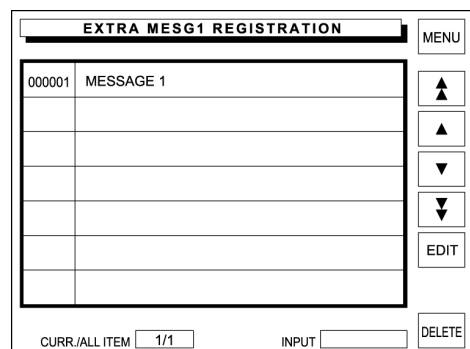 EXTRA MESG1 REGISTRATION
MENU
000001 MESSAGE 1
EDIT
CURR./ALL ITEM 1/1 INPUT
DELETE